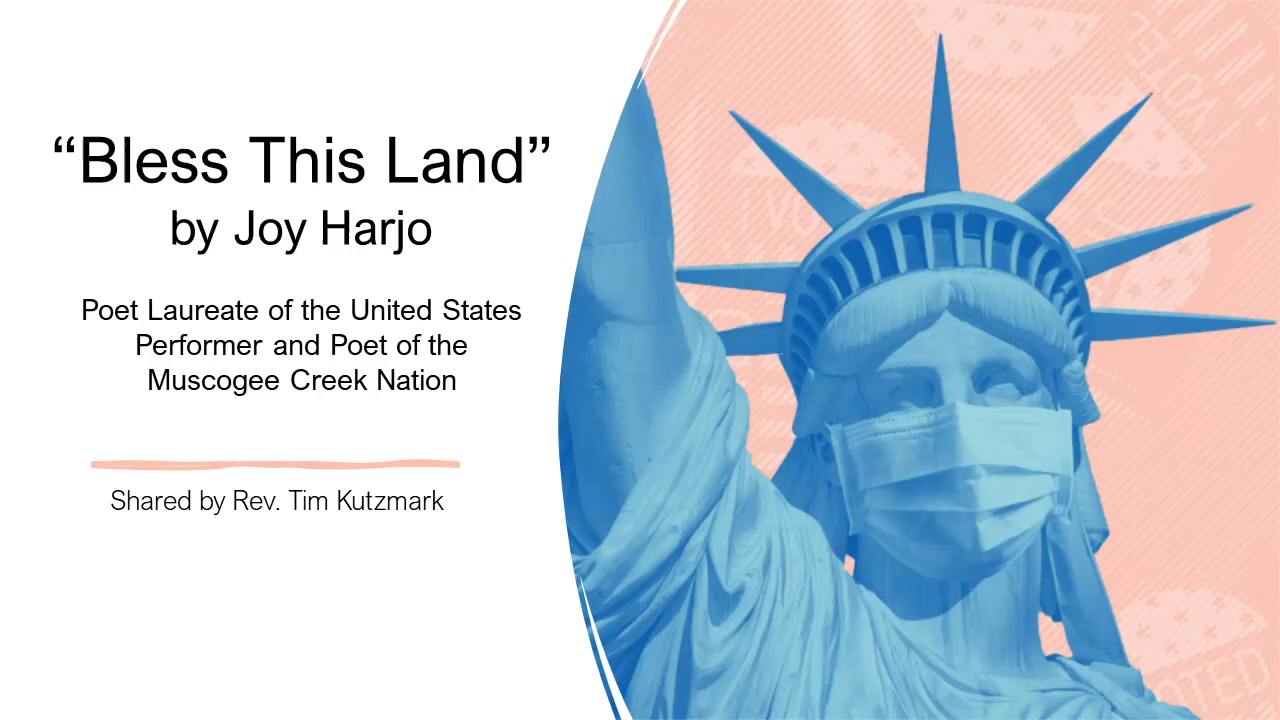 “Bless This Land”
by Joy Harjo
Poet Laureate of the United States
Performer and Poet of the
Muscogee Creek Nation
Shared by Rev. Tim Kutzmark